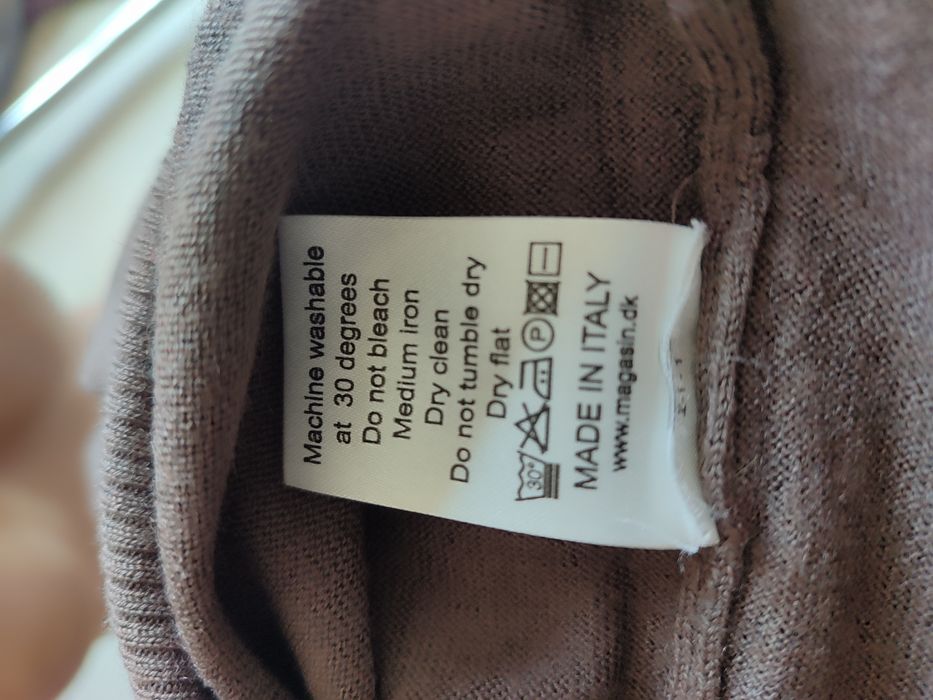 Machine washable
at 30 degrees
Do not bleach
Medium iron
Dry clean
Do not tumble dry
Dry flat
30° P
MADE IN ITALY
www.magasin.dk